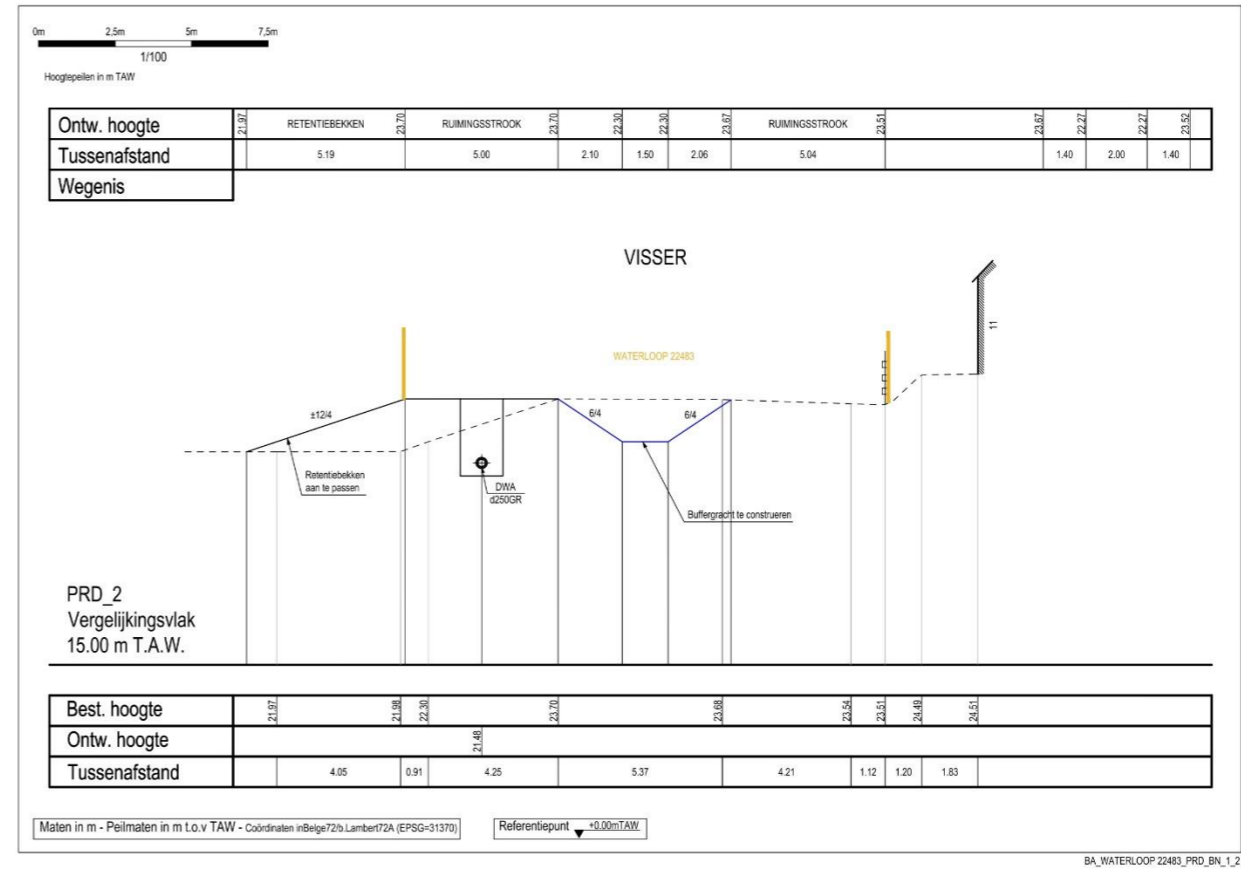 0m 2,5m 5m 7,5m
1/100
Hoogtepeilen in m TAW
Ontw. hoogte 21.97 RETENTIEBEKKEN 23.70 RUIMINGSSTROOK 23.70 22.30 22.30 23.67 RUIMINGSSTROOK 23.51 23.67 22.27 22.27 23.52
Tussenafstand 5.19 5.00 2.10 1.50 2.06 5.04 1.40 2.00 1.40
Wegenis
VISSER
11
WATERLOOP 22483
±12/4 6/4 6/4
Retentiebekken
aan te passen
DWA
d250GR
Buffergracht te construeren
PRD_2
Vergelijkingsvlak
15.00 m T.A.W.
Best. hoogte 21.97 21.98 22.30 23.70 23.68 23.54 23.51 24.49 24.51
Ontw. hoogte 21.48
Tussenafstand 4.05 0.91 4.25 5.37 4.21 1.12 1.20 1.83
Maten in m - Peilmaten in m t.o.v TAW - Coördinaten inBelge72/b.Lambert72A (EPSG=31370)
Referentiepunt +0.00mTAW
BA_WATERLOOP 22483_PRD_BN_1_2